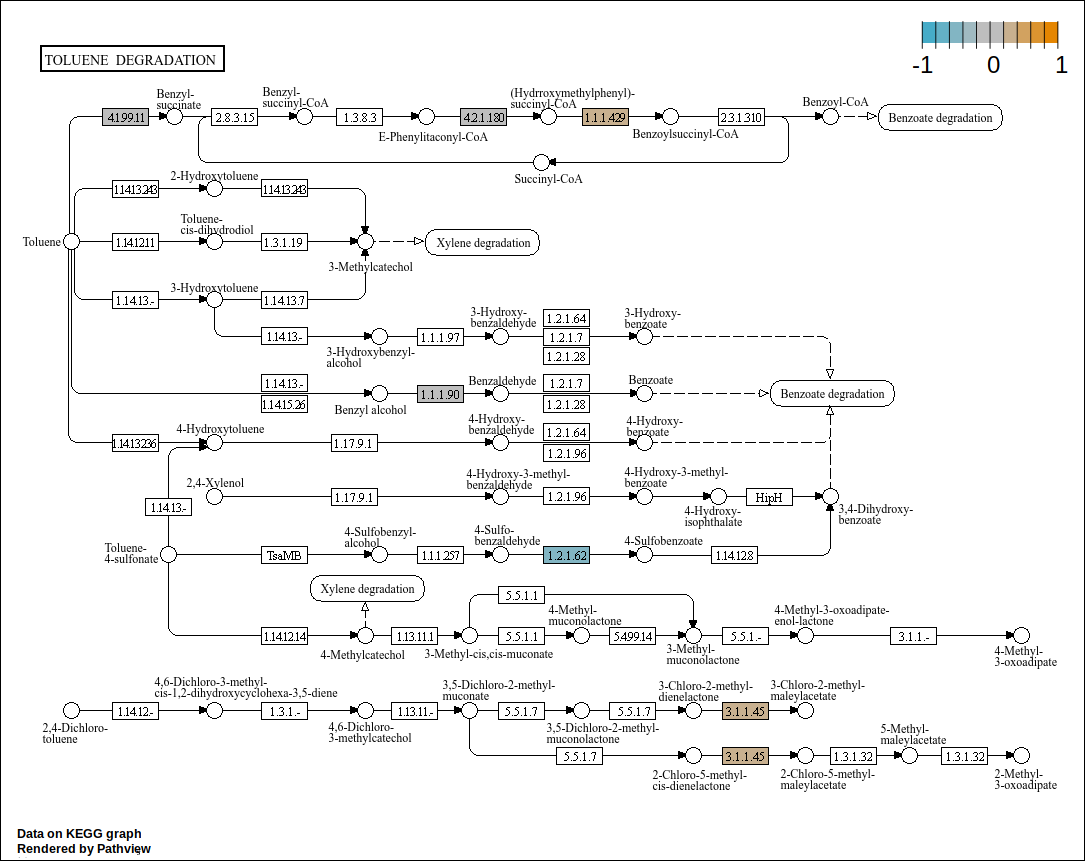 -1 0 1
TOLUENE DEGRADATION
Benzyl-
succinate
Benzyl-
succinyl-CoA
(Hydrroxymethylphenyl)-
succinyl-CoA
Benzoyl-CoA
4.1.99.11
2.8.3.15
1.3.8.3
4.2.1.180
1.1.1.429
2.3.1.310
Benzoate degradation
E-Phenylitaconyl-CoA
Benzoylsuccinyl-CoA
Succinyl-CoA
2-Hydroxytoluene
1.14.13.243
1.14.13.243
Toluene-
cis-dihydrodiol
Toluene
1.14.12.11
1.3.1.19
Xylene degradation
3-Methylcatechol
3-Hydroxytoluene
1.14.13.-
1.14.13.7
1.14.13.-
3-Hydroxybenzyl-
alcohol
1.1.1.97
3-Hydroxy-
benzaldehyde
1.2.1.64
1.2.1.7
1.2.1.28
3-Hydroxy-
benzoate
1.14.13.-
1.14.15.26
Benzyl alcohol
1.1.1.90
Benzaldehyde
1.2.1.7
1.2.1.28
Benzoate
Benzoate degradation
1.14.13.236
4-Hydroxytoluene
1.17.9.1
4-Hydroxy-
benzaldehyde
1.2.1.64
1.2.1.96
4-Hydroxy-
benzoate
2,4-Xylenol
1.17.9.1
4-Hydroxy-3-methyl-
benzaldehyde
1.2.1.96
4-Hydroxy-3-methyl-
benzoate
4-Hydroxy-
isophthalate
HipH
3,4-Dihydroxy-
benzoate
1.14.13.-
Toluene-
4-sulfonate
TsaMB
4-Sulfobenzyl-
alcohol
1.1.1.257
4-Sulfo-
benzaldehyde
1.2.1.62
4-Sulfobenzoate
1.14.12.8
Xylene degradation
1.14.12.14
4-Methylcatechol
1.13.11.1
3-Methyl-cis,cis-muconate
5.5.1.1
5.5.1.1
4-Methyl-
muconolactone
5.4.99.14
3-Methyl-
muconolactone
5.5.1.-
4-Methyl-3-oxoadipate-
enol-lactone
3.1.1.-
4-Methyl-
3-oxoadipate
2,4-Dichloro-
toluene
1.14.12.-
4,6-Dichloro-3-methyl-
cis-1,2-dihydroxycyclohexa-3,5-diene
1.3.1.-
4,6-Dichloro-
3-methylcatechol
1.13.11.-
3,5-Dichloro-2-methyl-
muconate
5.5.1.7
3,5-Dichloro-2-methyl-
muconolactone
5.5.1.7
3-Chloro-2-methyl-
dienelactone
3.1.1.45
3-Chloro-2-methyl-
maleylacetate
5.5.1.7
2-Chloro-5-methyl-
cis-dienelactone
3.1.1.45
2-Chloro-5-methyl-
maleylacetate
1.3.1.32
5-Methyl-
maleylacetate
1.3.1.32
2-Methyl-
3-oxoadipate
Data on KEGG graph
Rendered by Pathview